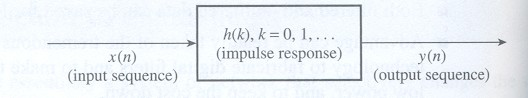 h(k), k = 0, 1, . . .
(impulse response)
x(n)
(input sequence)
y(n)
(output sequence)